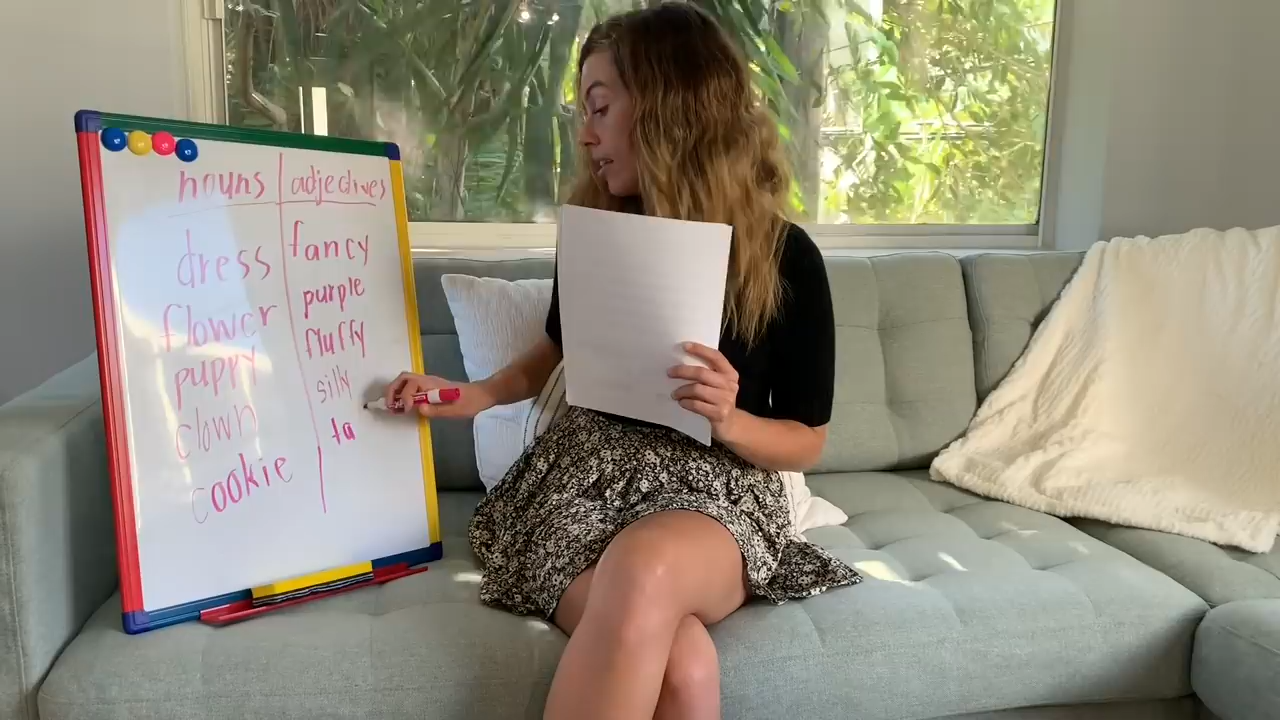 nouns adjectives
dress fancy
flower purple
puppy fluffy
clown silly
cookie ta